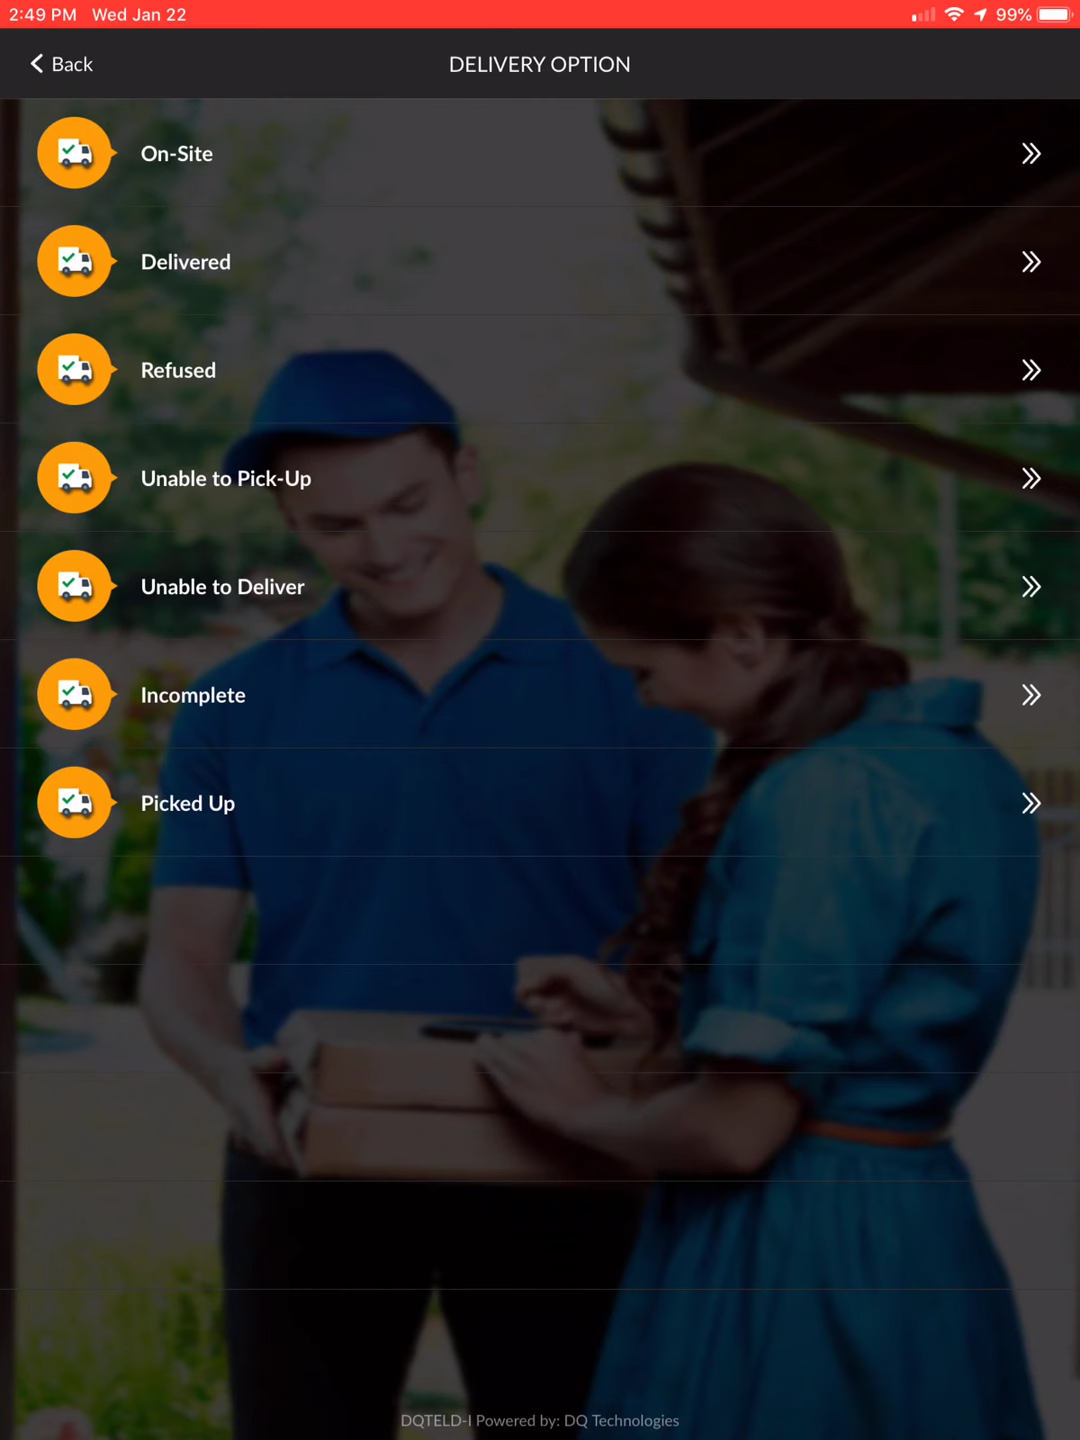 2:49 PM Wed Jan 22 99%
Back
DELIVERY OPTION
On-Site
Delivered
Refused
Unable to Pick-Up
Unable to Deliver
Incomplete
Picked Up
DQTELD-I Powered by: DQ Technologies